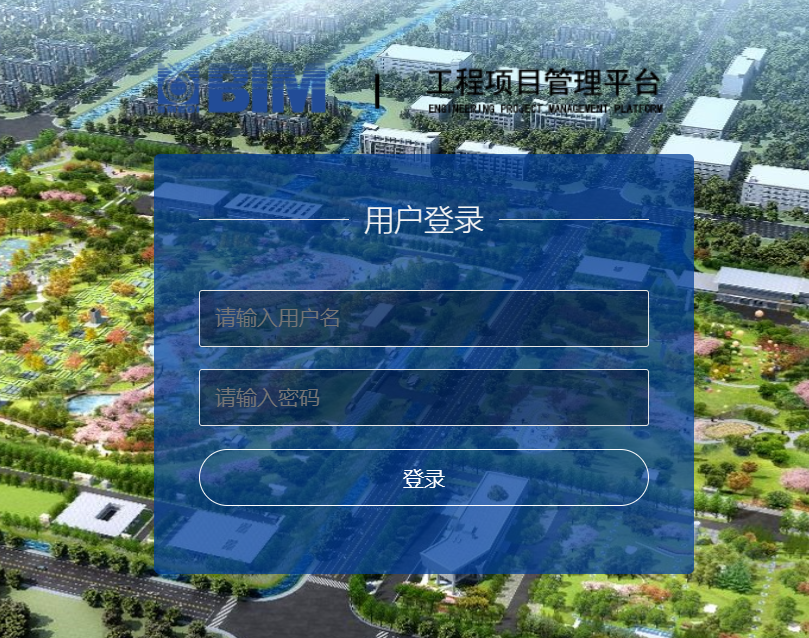 BIM | 工程项目管理平台
ENGINEERING PROJECT MANAGEMENT PLATFORM
用户登录
请输入用户名
请输入密码
登录